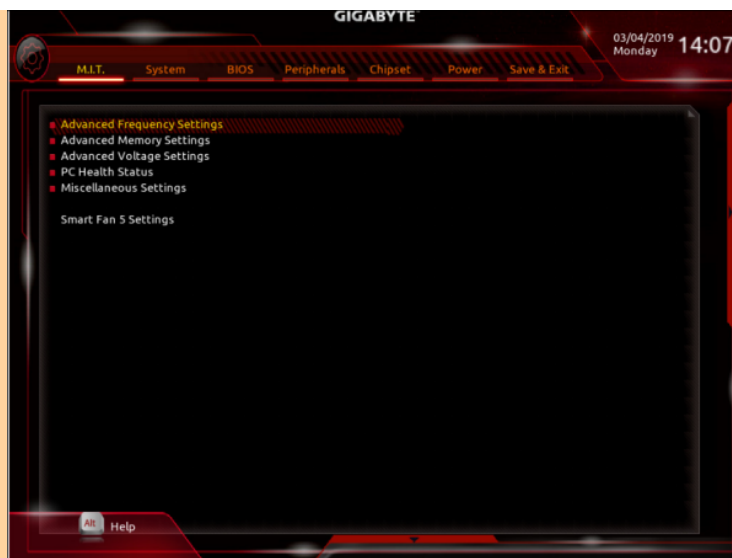 GIGABYTE
03/04/2019 14:07
Monday
M.I.T. System BIOS Peripherals Chipset Power Save & Exit
Advanced Frequency Settings
Advanced Memory Settings
Advanced Voltage Settings
PC Health Status
Miscellaneous Settings
Smart Fan 5 Settings
Alt Help